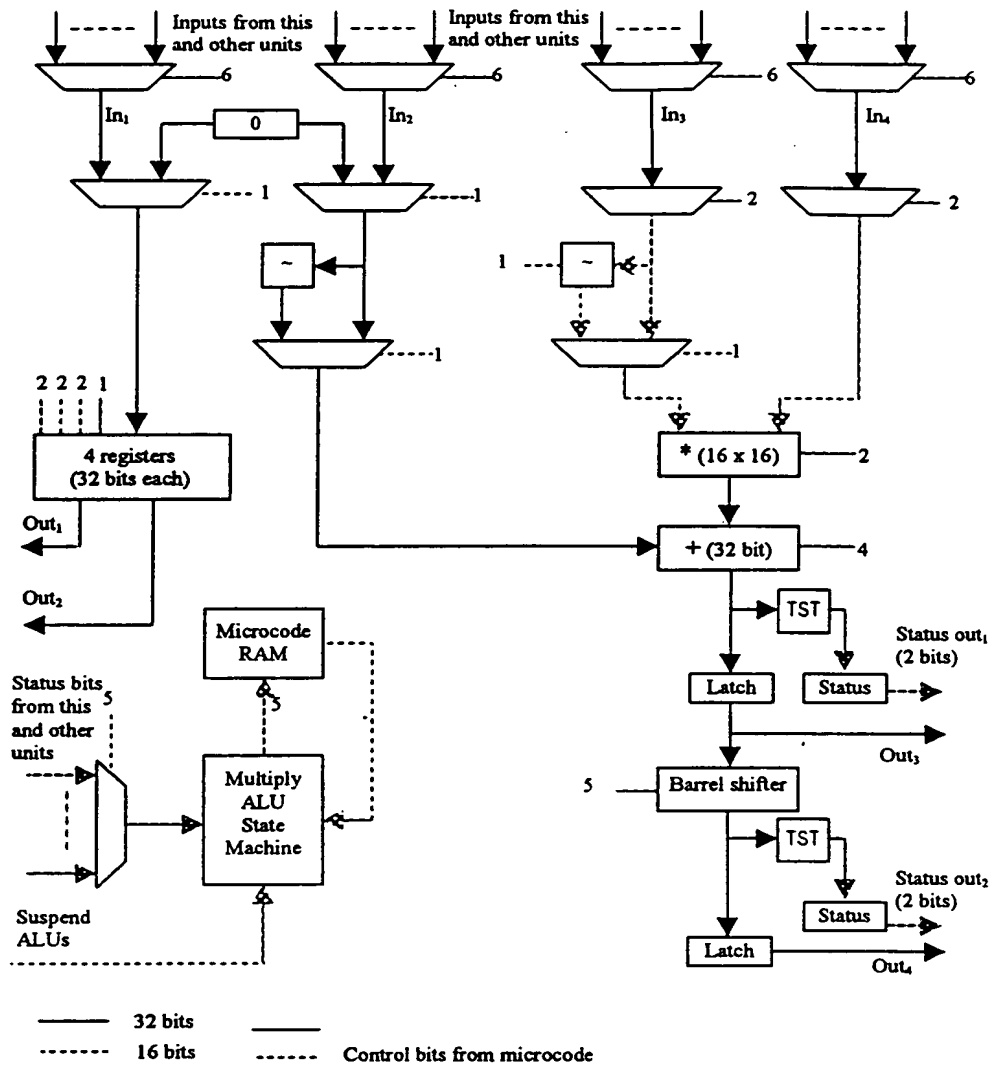 Inputs from this
and other units
Inputs from this
and other units
6
6
6
6
In₁
0
In₂
In₃
In₄
1
1
2
2
~
1
~
1
1
2 2 2 1
4 registers
(32 bits each)
* (16 x 16)
2
Out₁
+ (32 bit)
4
Out₂
Microcode
RAM
TST
Status out₁
(2 bits)
Latch
Status
Status bits
from this
and other
units
5
5
Out₃
Multiply
ALU
State
Machine
5
Barrel shifter
TST
Status out₂
(2 bits)
Status
Suspend
ALUs
Latch
Out₄
32 bits
16 bits
Control bits from microcode